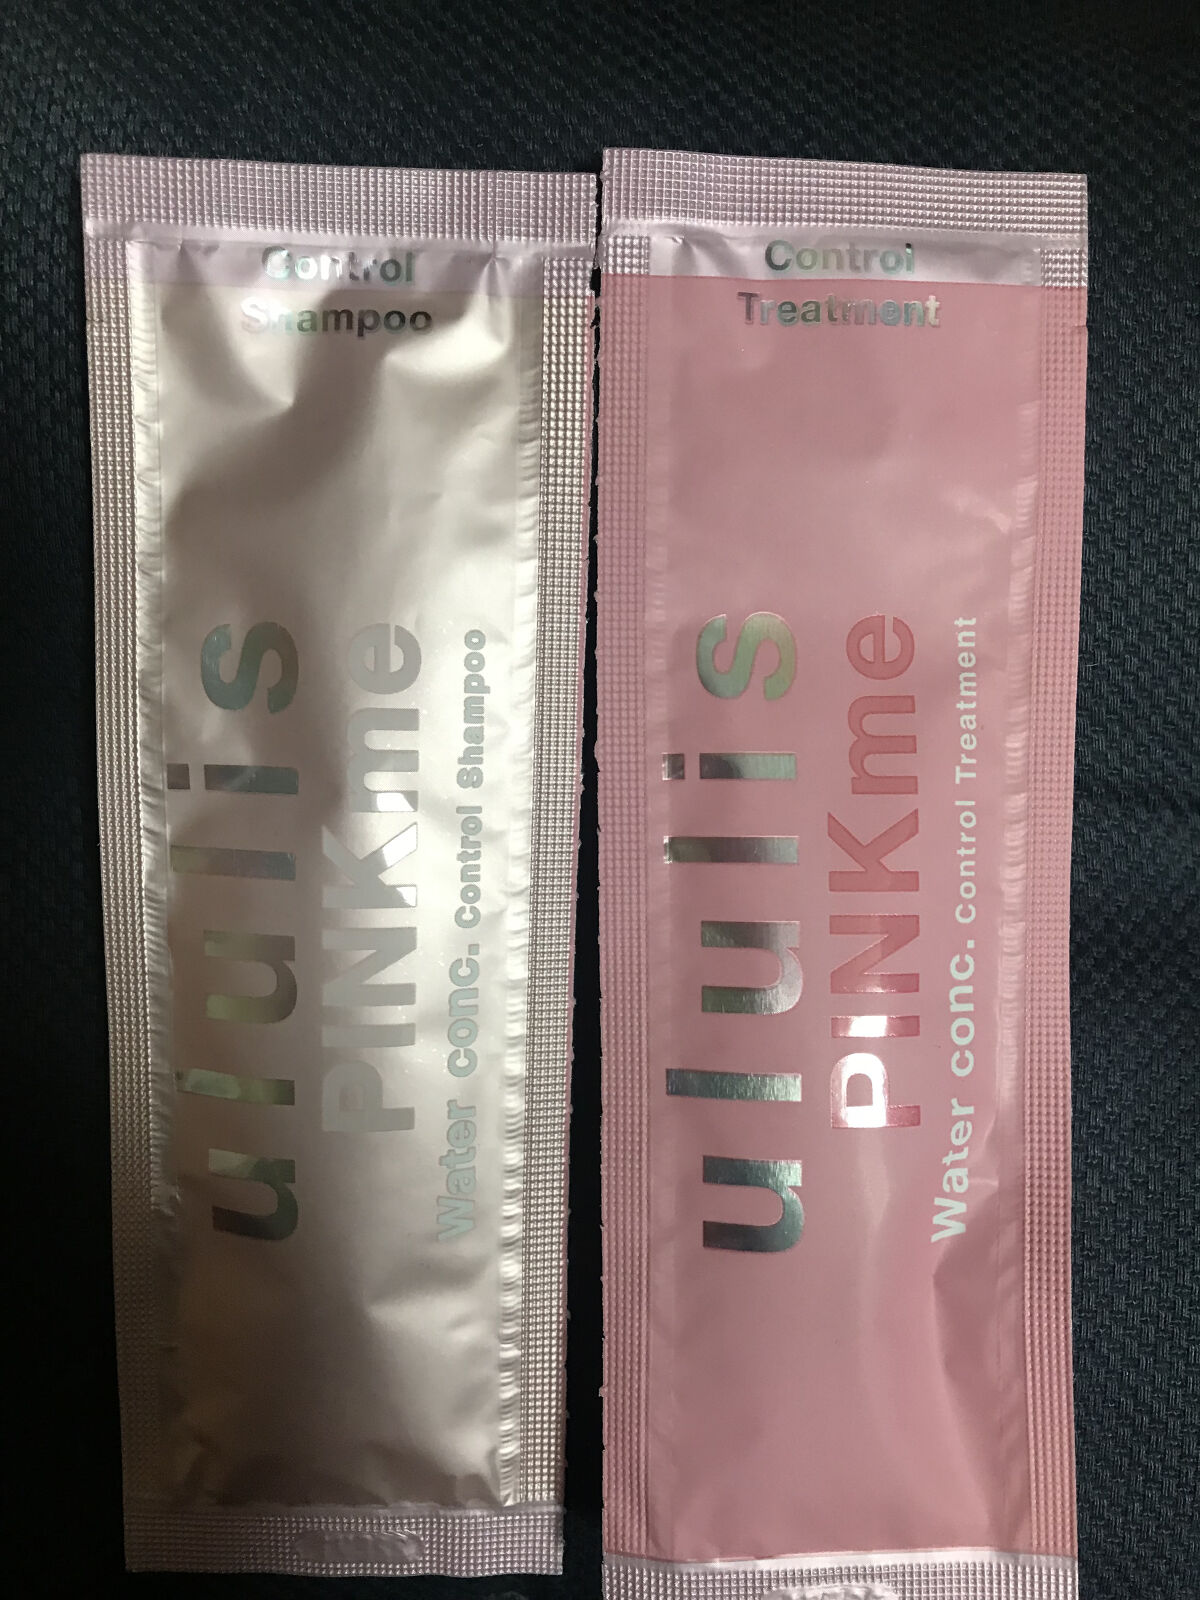 Control
Shampoo
ululis
PINKme
Water conc. Control Shampoo
Control
Treatment
ululis
PINKme
Water conc. Control Treatment